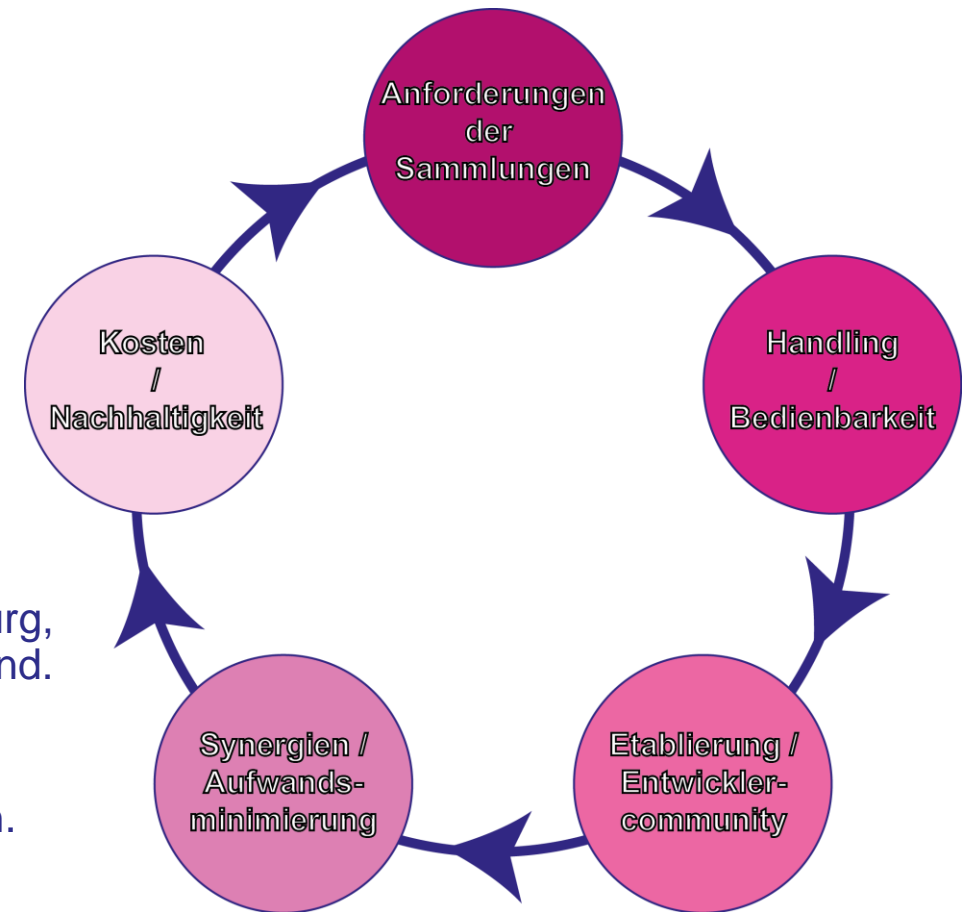 Anforderungen
der
Sammlungen
Handling
/
Bedienbarkeit
Etablierung /
Entwickler-
community
Synergien /
Aufwands-
minimierung
Kosten
/
Nachhaltigkeit